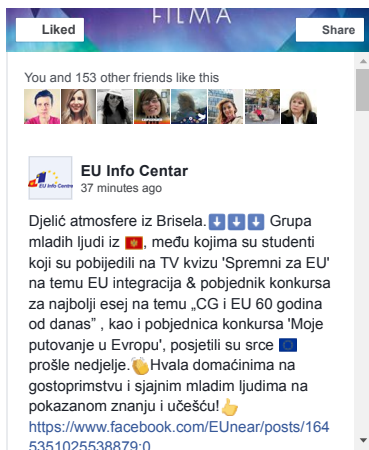 FILMA
Liked
Share
You and 153 other friends like this
EU Info Centre
EU Info Centar
37 minutes ago
Djelić atmosfere iz Brisela.⬇️⬇️⬇️ Grupa
mladih ljudi iz 🇲🇪, među kojima su studenti
koji su pobijedili na TV kvizu 'Spremni za EU'
na temu EU integracija & pobjednik konkursa
za najbolji esej na temu „CG i EU 60 godina
od danas” , kao i pobjednica konkursa 'Moje
putovanje u Evropu', posjetili su srce 🇪🇺
prošle nedjelje.👏Hvala domaćinima na
gostoprimstvu i sjajnim mladim ljudima na
pokazanom znanju i učešću!👍
https://www.facebook.com/EUnear/posts/164
5351025538879:0